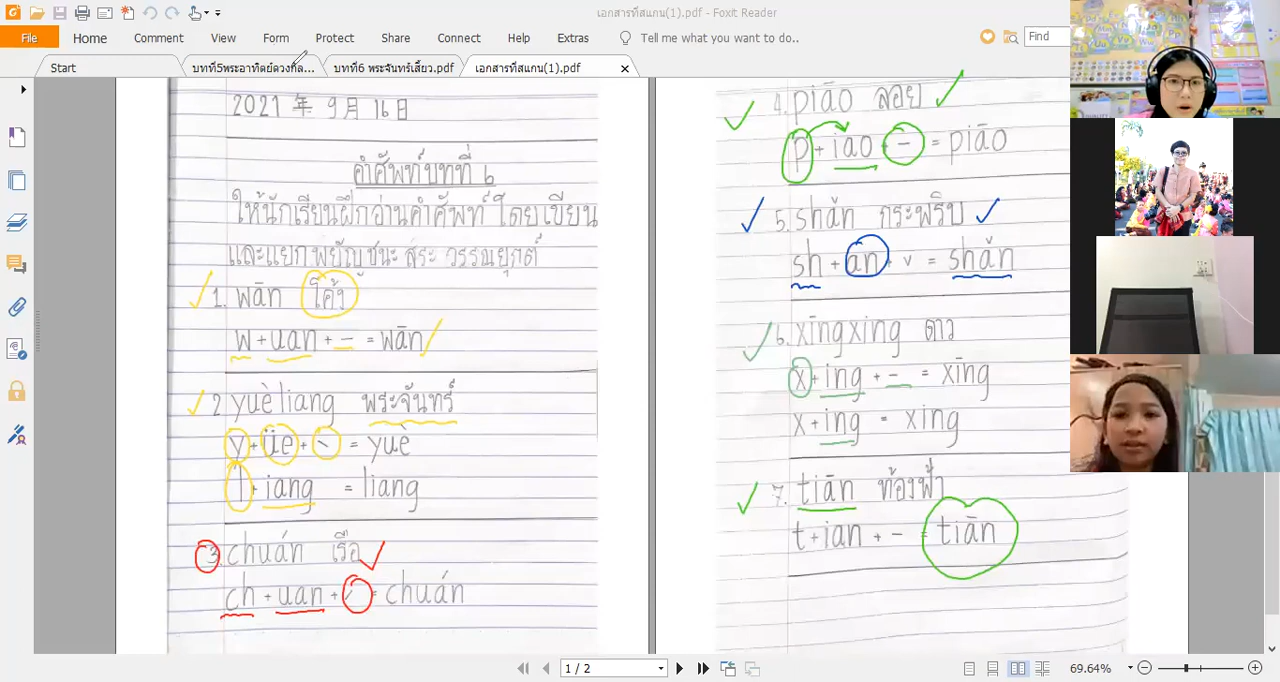 เอกสารที่สแกน(1).pdf - Foxit Reader
File Home Comment View Form Protect Share Connect Help Extras Tell me what you want to do.. Find
Start บทที่5พระอาทิตย์ดวงกล... บทที่6 พระจันทร์เสี้ยว.pdf เอกสารที่สแกน(1).pdf
2021 年 9月 16日
คำศัพท์บทที่ 6
ให้นักเรียนฝึกอ่านคำศัพท์ โดยเขียน
และแยก พยัญชนะ สระ วรรณยุกต์
1. wān โค้ง
w + uan + – = wān
2. yuèliang พระจันทร์
y + üe + ˋ = yuè
l + iang = liang
3. chuán เรือ
ch + uan + ˊ = chuán
4. piāo ลอย
p + iao + – = piāo
5. shǎn กระพริบ
sh + an + ˇ = shǎn
6. xīngxing ดาว
x + ing + – = xīng
x + ing = xing
7. tiān ท้องฟ้า
t + ian + – = tiān
1 / 2
69.64%